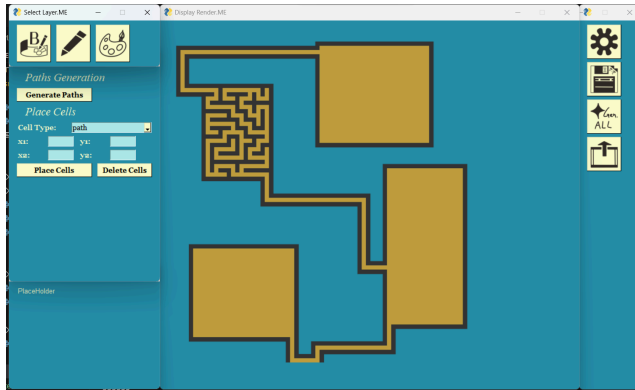 Select Layer.ME
Display Render.ME
B
Paths Generation
Generate Paths
Place Cells
Cell Type: path
x1: y1:
x2: y2:
Place Cells Delete Cells
Gen
ALL
PlaceHolder